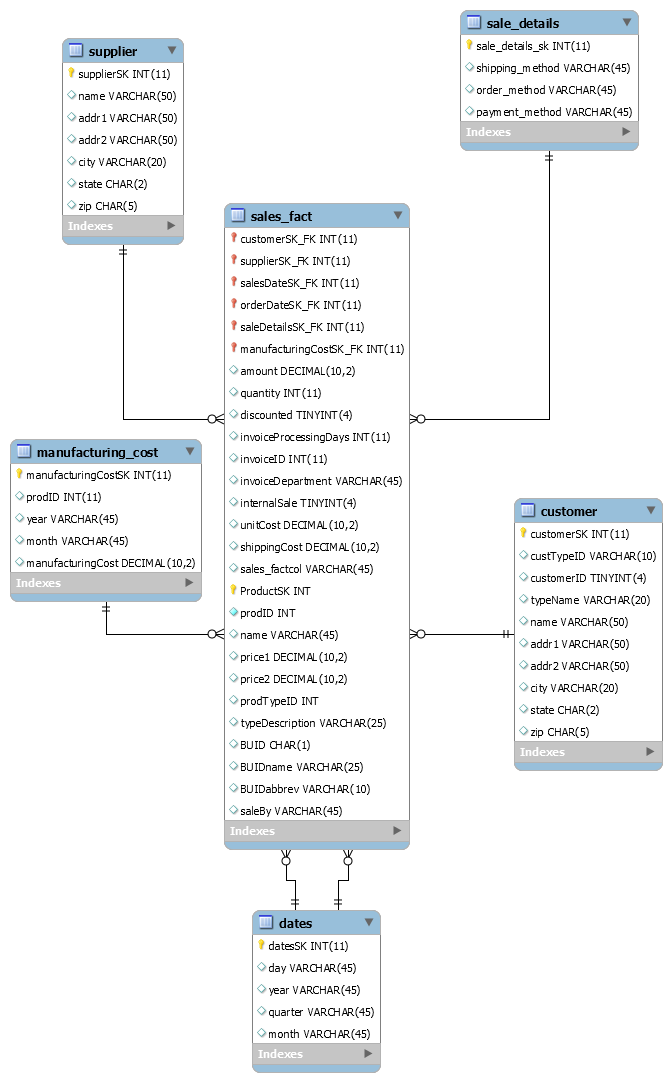 supplier
supplierSK INT(11)
name VARCHAR(50)
addr1 VARCHAR(50)
addr2 VARCHAR(50)
city VARCHAR(20)
state CHAR(2)
zip CHAR(5)
Indexes
sale_details
sale_details_sk INT(11)
shipping_method VARCHAR(45)
order_method VARCHAR(45)
payment_method VARCHAR(45)
Indexes
sales_fact
customerSK_FK INT(11)
supplierSK_FK INT(11)
salesDateSK_FK INT(11)
orderDateSK_FK INT(11)
saleDetailsSK_FK INT(11)
manufacturingCostSK_FK INT(11)
amount DECIMAL(10,2)
quantity INT(11)
discounted TINYINT(4)
invoiceProcessingDays INT(11)
invoiceID INT(11)
invoiceDepartment VARCHAR(45)
internalSale TINYINT(4)
unitCost DECIMAL(10,2)
shippingCost DECIMAL(10,2)
sales_factcol VARCHAR(45)
ProductSK INT
prodID INT
name VARCHAR(45)
price1 DECIMAL(10,2)
price2 DECIMAL(10,2)
prodTypeID INT
typeDescription VARCHAR(25)
BUID CHAR(1)
BUIDname VARCHAR(25)
BUIDabbrev VARCHAR(10)
saleBy VARCHAR(45)
Indexes
manufacturing_cost
manufacturingCostSK INT(11)
prodID INT(11)
year VARCHAR(45)
month VARCHAR(45)
manufacturingCost DECIMAL(10,2)
Indexes
customer
customerSK INT(11)
custTypeID VARCHAR(10)
customerID TINYINT(4)
typeName VARCHAR(20)
name VARCHAR(50)
addr1 VARCHAR(50)
addr2 VARCHAR(50)
city VARCHAR(20)
state CHAR(2)
zip CHAR(5)
Indexes
dates
datesSK INT(11)
day VARCHAR(45)
year VARCHAR(45)
quarter VARCHAR(45)
month VARCHAR(45)
Indexes